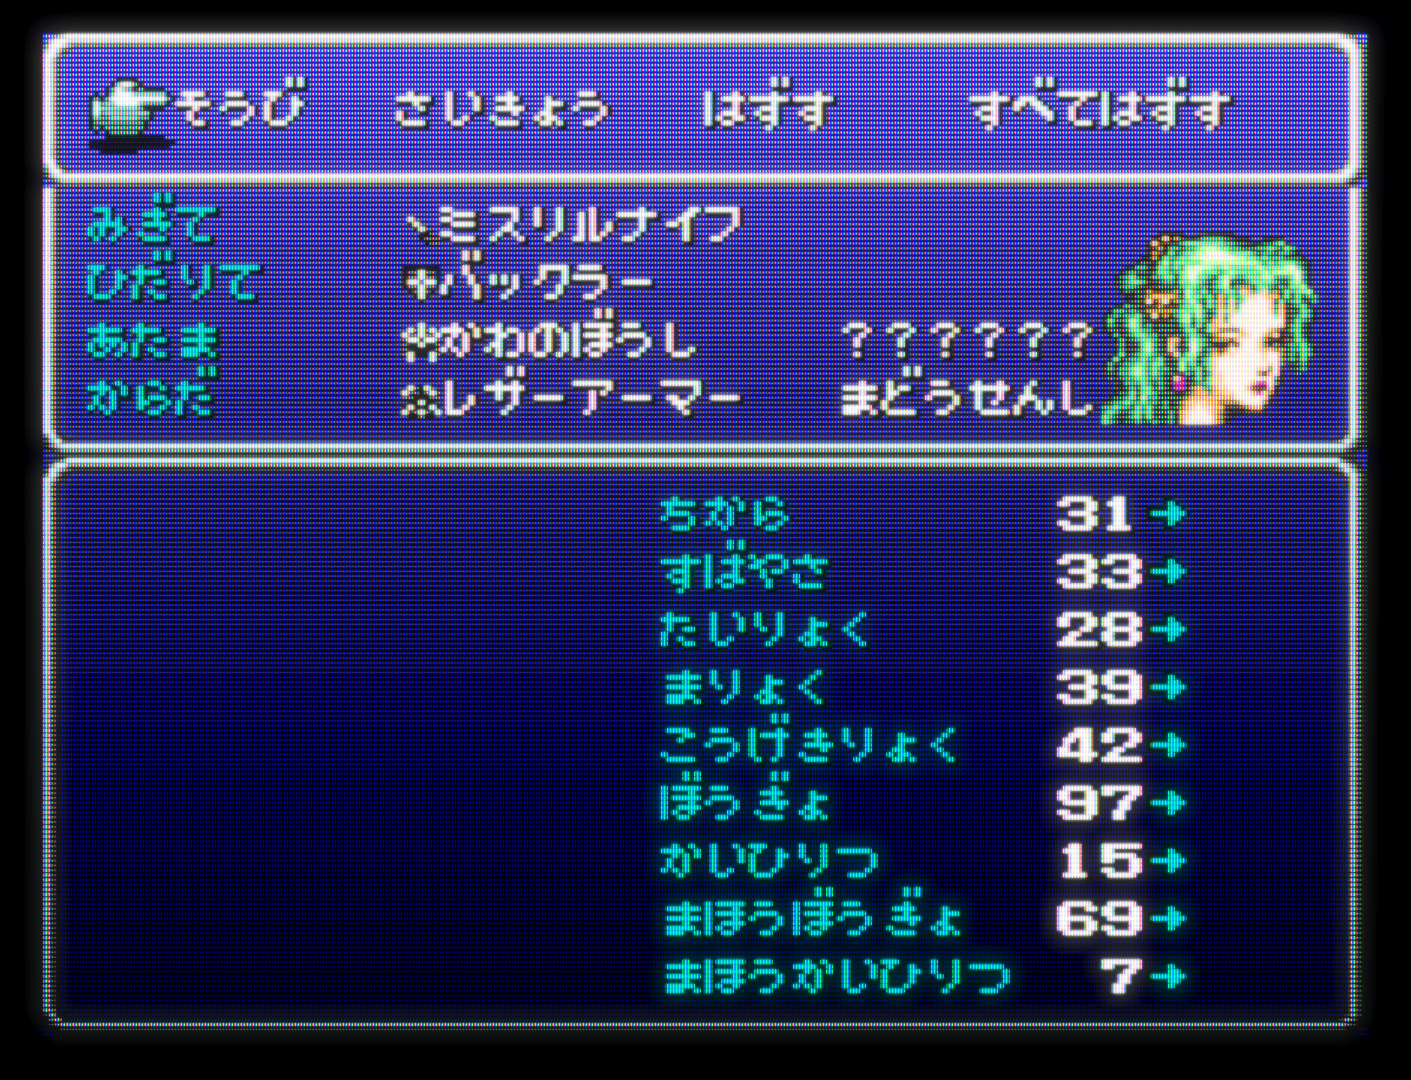 そうび さいきょう はずす すべてはずす
みぎて ミスリルナイフ
ひだりて バックラー
あたま かわのぼうし ??????
からだ レザーアーマー まどうせんし
ちから 31→
すばやさ 33→
たいりょく 28→
まりょく 39→
こうげきりょく 42→
ぼうぎょ 97→
かいひりつ 15→
まほうぼうぎょ 69→
まほうかいひりつ 7→